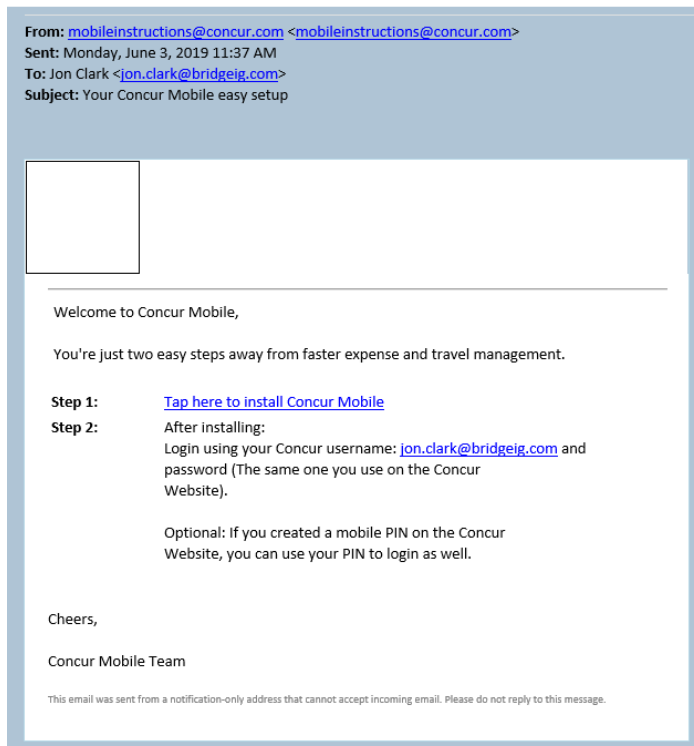 From: mobileinstructions@concur.com <mobileinstructions@concur.com>
Sent: Monday, June 3, 2019 11:37 AM
To: Jon Clark <jon.clark@bridgeig.com>
Subject: Your Concur Mobile easy setup
Welcome to Concur Mobile,
You're just two easy steps away from faster expense and travel management.
Step 1: Tap here to install Concur Mobile
Step 2: After installing:
Login using your Concur username: jon.clark@bridgeig.com and
password (The same one you use on the Concur
Website).
Optional: If you created a mobile PIN on the Concur
Website, you can use your PIN to login as well.
Cheers,
Concur Mobile Team
This email was sent from a notification-only address that cannot accept incoming email. Please do not reply to this message.